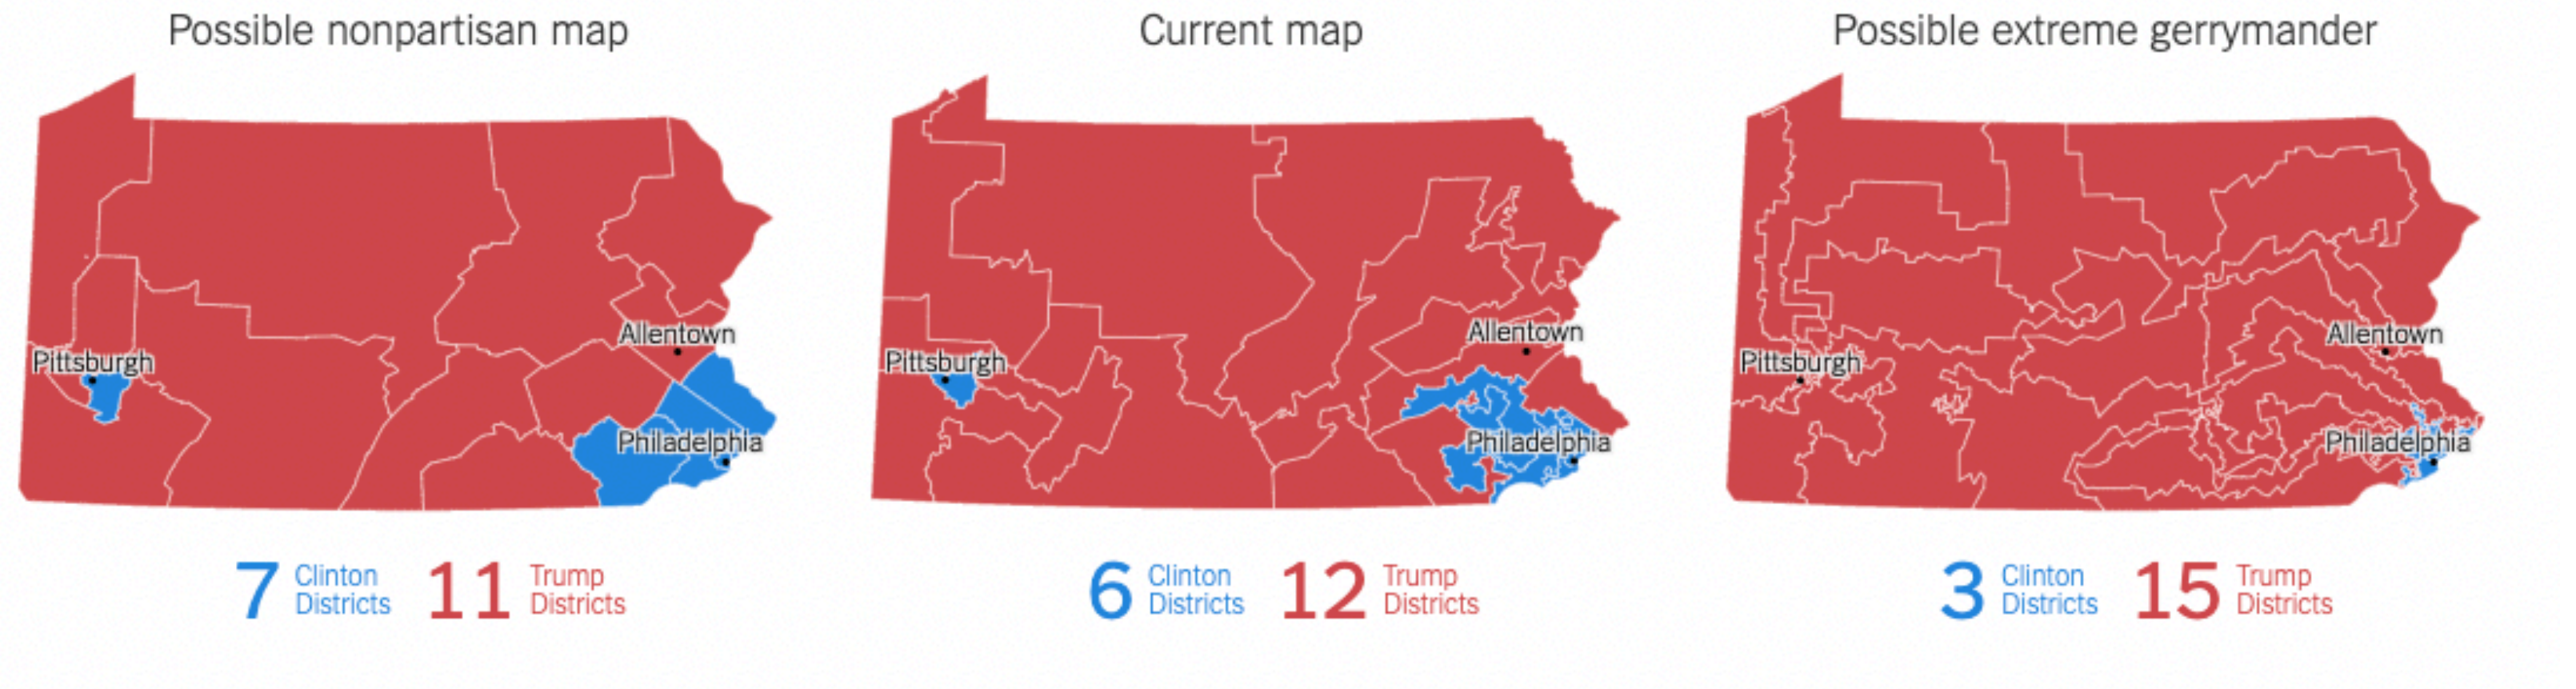 Possible nonpartisan map
Allentown
Pittsburgh
Philadelphia
7 Clinton Districts 11 Trump Districts
Current map
Allentown
Pittsburgh
Philadelphia
6 Clinton Districts 12 Trump Districts
Possible extreme gerrymander
Allentown
Pittsburgh
Philadelphia
3 Clinton Districts 15 Trump Districts